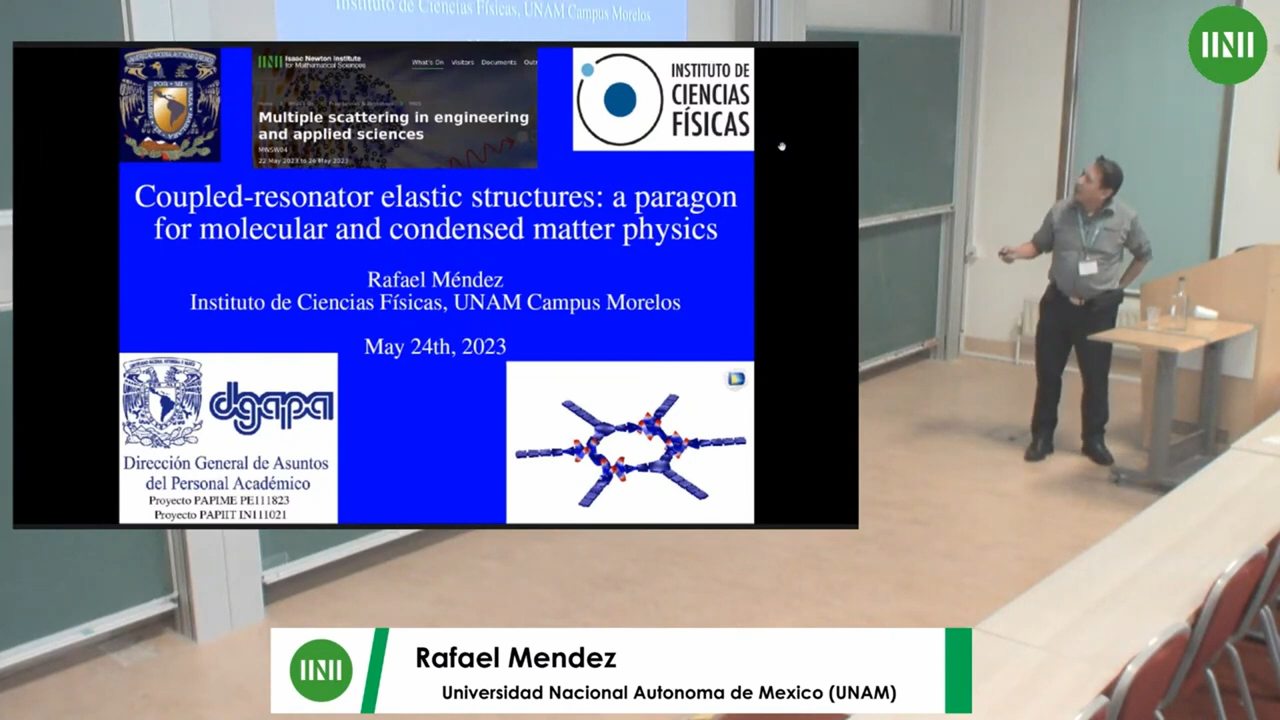 Instituto de Ciencias Físicas, UNAM Campus Morelos
Isaac Newton Institute
for Mathematical Sciences
What's On Visitors Documents
Multiple scattering in engineering
and applied sciences
MWSW04
22 May 2023 to 26 May 2023
INSTITUTO DE
CIENCIAS
FÍSICAS
Coupled-resonator elastic structures: a paragon
for molecular and condensed matter physics
Rafael Méndez
Instituto de Ciencias Físicas, UNAM Campus Morelos
May 24th, 2023
dgapa
Dirección General de Asuntos
del Personal Académico
Proyecto PAPIME PE111823
Proyecto PAPIIT IN111021
Rafael Mendez
Universidad Nacional Autonoma de Mexico (UNAM)